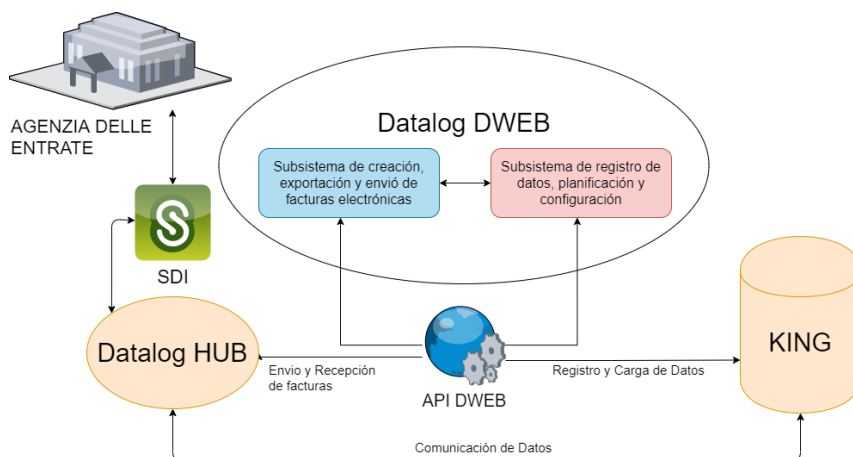 AGENZIA DELLE
ENTRATE
Datalog DWEB
Subsistema de creación,
exportación y envió de
facturas electrónicas
Subsistema de registro de
datos, planificación y
configuración
SDI
Datalog HUB
Envio y Recepción
de facturas
API DWEB
Registro y Carga de Datos
KING
Comunicación de Datos